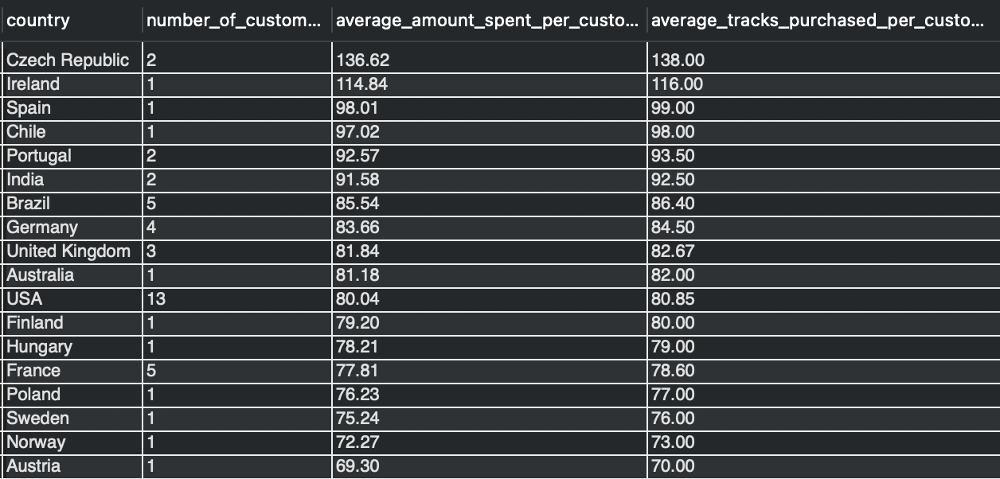 country number_of_custom... average_amount_spent_per_custo... average_tracks_purchased_per_custo...
Czech Republic 2 136.62 138.00
Ireland 1 114.84 116.00
Spain 1 98.01 99.00
Chile 1 97.02 98.00
Portugal 2 92.57 93.50
India 2 91.58 92.50
Brazil 5 85.54 86.40
Germany 4 83.66 84.50
United Kingdom 3 81.84 82.67
Australia 1 81.18 82.00
USA 13 80.04 80.85
Finland 1 79.20 80.00
Hungary 1 78.21 79.00
France 5 77.81 78.60
Poland 1 76.23 77.00
Sweden 1 75.24 76.00
Norway 1 72.27 73.00
Austria 1 69.30 70.00